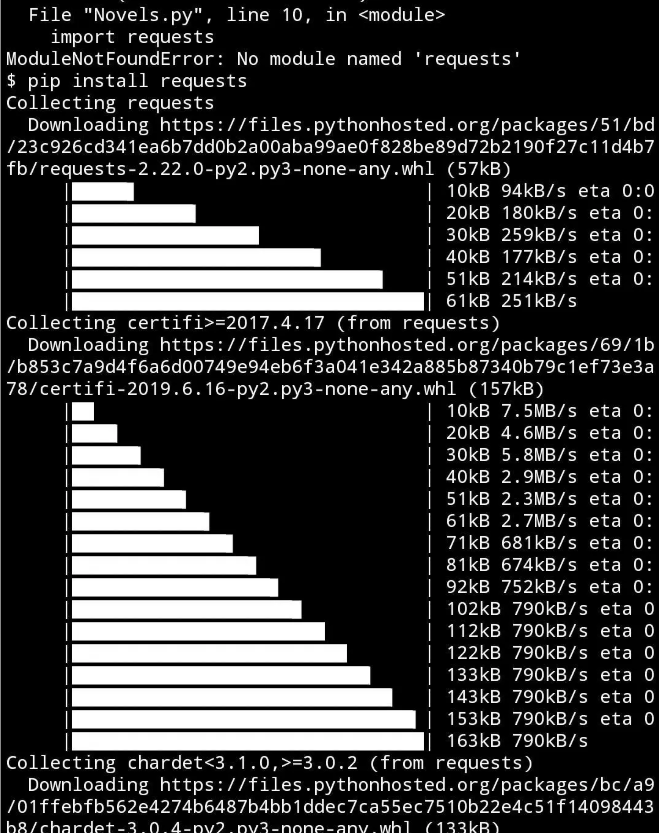 File "Novels.py", line 10, in <module>
import requests
ModuleNotFoundError: No module named 'requests'
$ pip install requests
Collecting requests
Downloading https://files.pythonhosted.org/packages/51/bd
/23c926cd341ea6b7dd0b2a00aba99ae0f828be89d72b2190f27c11d4b7
fb/requests-2.22.0-py2.py3-none-any.whl (57kB)
| | 10kB 94kB/s eta 0:0
| | 20kB 180kB/s eta 0:
| | 30kB 259kB/s eta 0:
| | 40kB 177kB/s eta 0:
| | 51kB 214kB/s eta 0:
| | 61kB 251kB/s
Collecting certifi>=2017.4.17 (from requests)
Downloading https://files.pythonhosted.org/packages/69/1b
/b853c7a9d4f6a6d00749e94eb6f3a041e342a885b87340b79c1ef73e3a
78/certifi-2019.6.16-py2.py3-none-any.whl (157kB)
| | 10kB 7.5MB/s eta 0:
| | 20kB 4.6MB/s eta 0:
| | 30kB 5.8MB/s eta 0:
| | 40kB 2.9MB/s eta 0:
| | 51kB 2.3MB/s eta 0:
| | 61kB 2.7MB/s eta 0:
| | 71kB 681kB/s eta 0:
| | 81kB 674kB/s eta 0:
| | 92kB 752kB/s eta 0:
| | 102kB 790kB/s eta 0
| | 112kB 790kB/s eta 0
| | 122kB 790kB/s eta 0
| | 133kB 790kB/s eta 0
| | 143kB 790kB/s eta 0
| | 153kB 790kB/s eta 0
| | 163kB 790kB/s
Collecting chardet<3.1.0,>=3.0.2 (from requests)
Downloading https://files.pythonhosted.org/packages/bc/a9
/01ffebfb562e4274b6487b4bb1ddec7ca55ec7510b22e4c51f14098443
b8/chardet-3.0.4-py2.py3-none-any.whl (133kB)